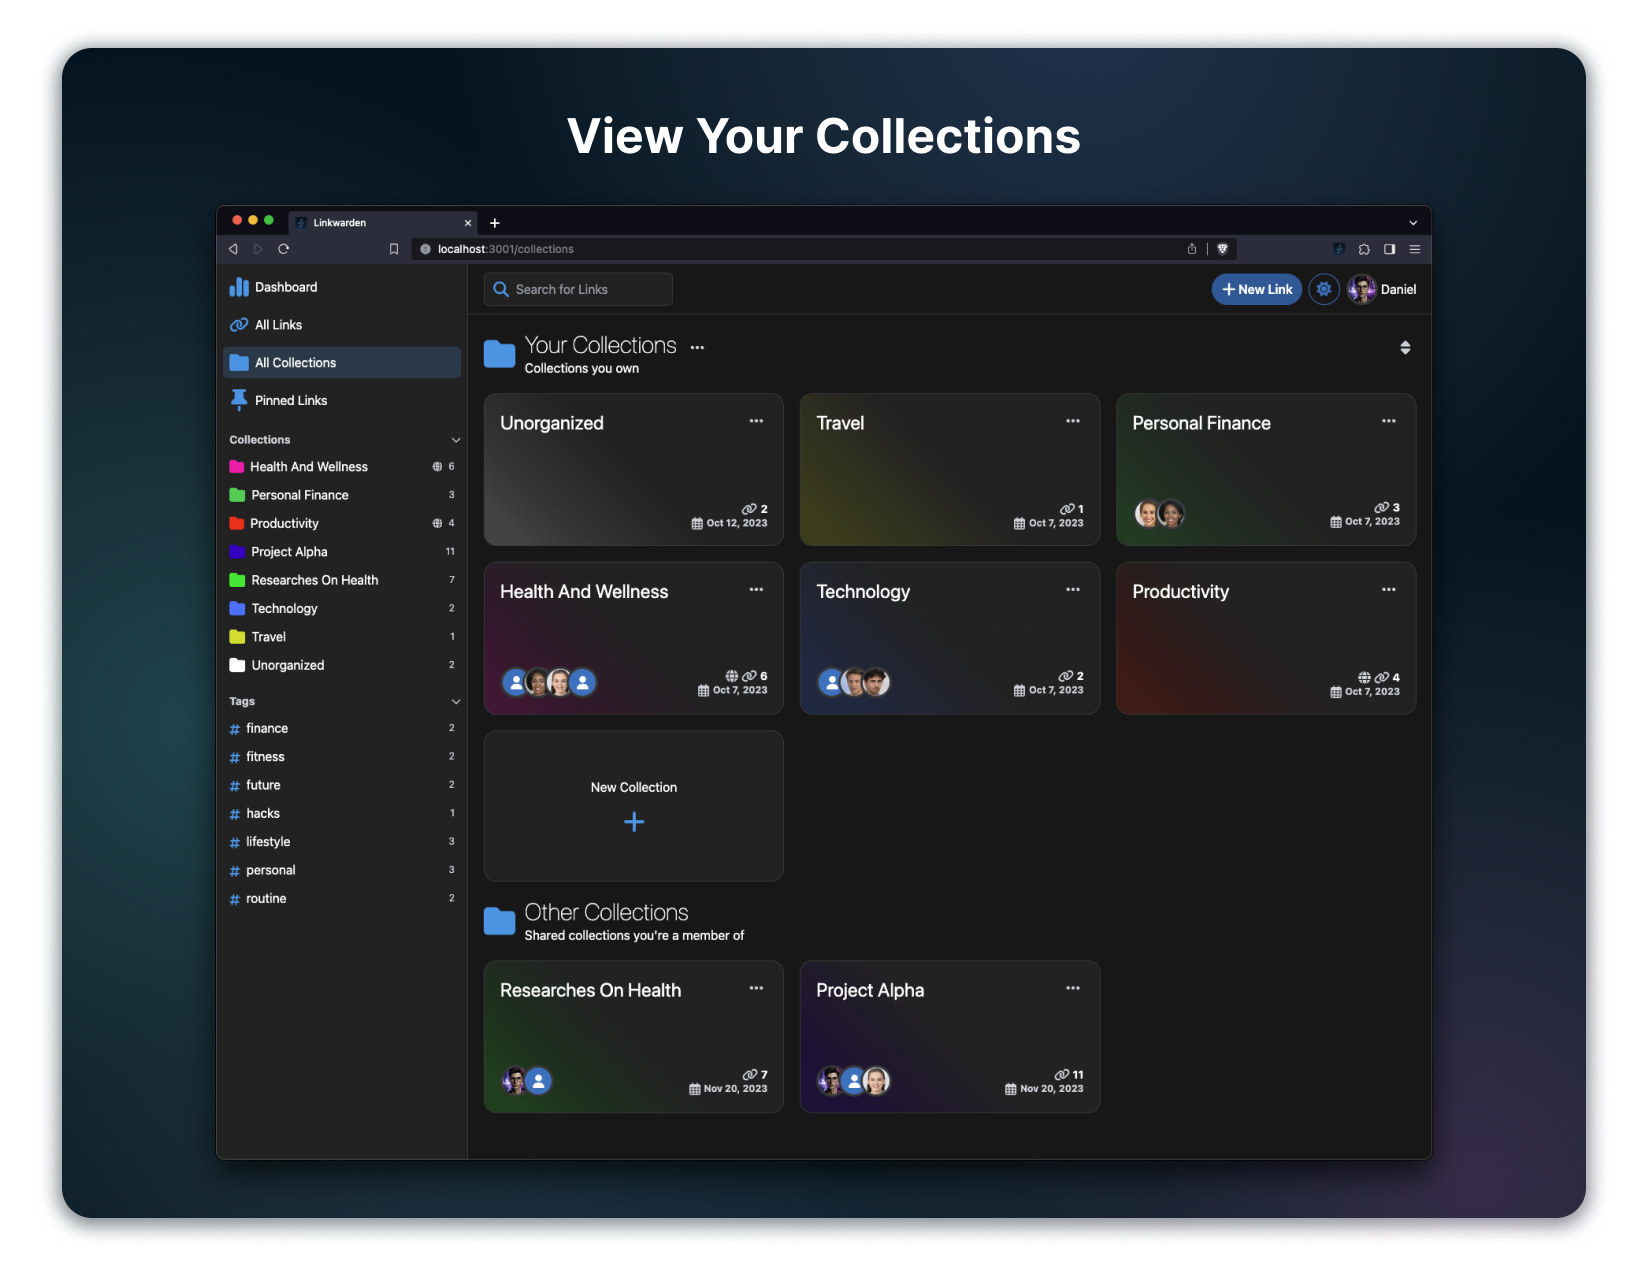 View Your Collections
Linkwarden
localhost:3001/collections
Dashboard
All Links
All Collections
Pinned Links
Collections
Health And Wellness 6
Personal Finance 3
Productivity 4
Project Alpha 11
Researches On Health 7
Technology 2
Travel 1
Unorganized 2
Tags
# finance 2
# fitness 2
# future 2
# hacks 1
# lifestyle 3
# personal 3
# routine 2
Search for Links
+ New Link
Daniel
Your Collections ...
Collections you own
Unorganized ...
2
Oct 12, 2023
Travel ...
1
Oct 7, 2023
Personal Finance ...
3
Oct 7, 2023
Health And Wellness ...
6
Oct 7, 2023
Technology ...
2
Oct 7, 2023
Productivity ...
4
Oct 7, 2023
New Collection
+
Other Collections
Shared collections you're a member of
Researches On Health ...
7
Nov 20, 2023
Project Alpha ...
11
Nov 20, 2023